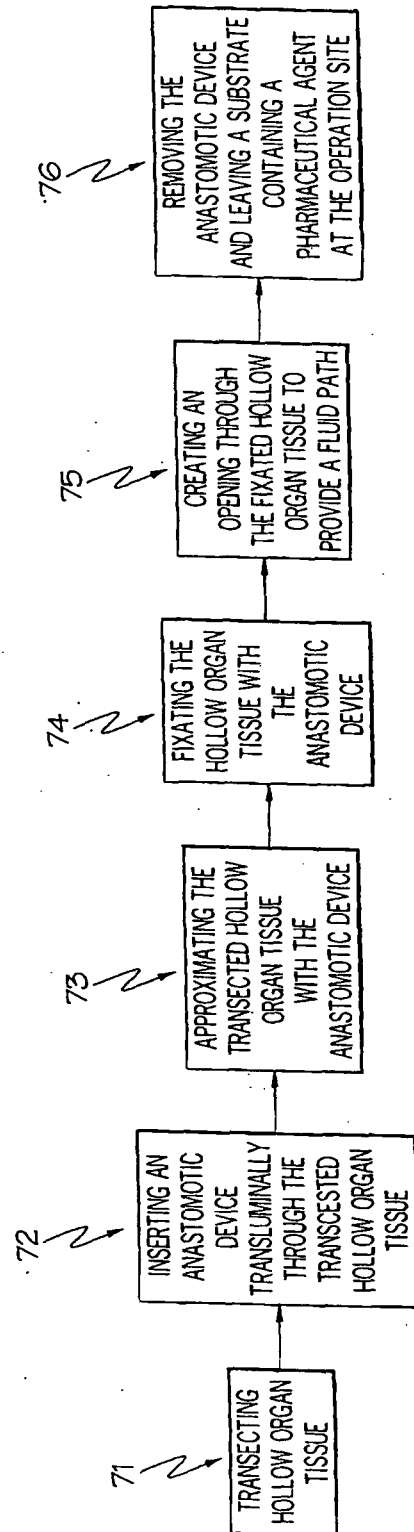 71
TRANSECTING
HOLLOW ORGAN
TISSUE
72
INSERTING AN
ANASTOMOTIC
DEVICE
TRANSLUMINALLY
THROUGH THE
TRANSCESTED
HOLLOW ORGAN
TISSUE
73
APPROXIMATING THE
TRANSECTED HOLLOW
ORGAN TISSUE
WITH THE
ANASTOMOTIC DEVICE
74
FIXATING THE
HOLLOW ORGAN
TISSUE WITH
THE
ANASTOMOTIC
DEVICE
75
CREATING AN
OPENING THROUGH
THE FIXATED HOLLOW
ORGAN TISSUE TO
PROVIDE A FLUID PATH
76
REMOVING THE
ANASTOMOTIC DEVICE
AND LEAVING A SUBSTRATE
CONTAINING A
PHARMACEUTICAL AGENT
AT THE OPERATION SITE